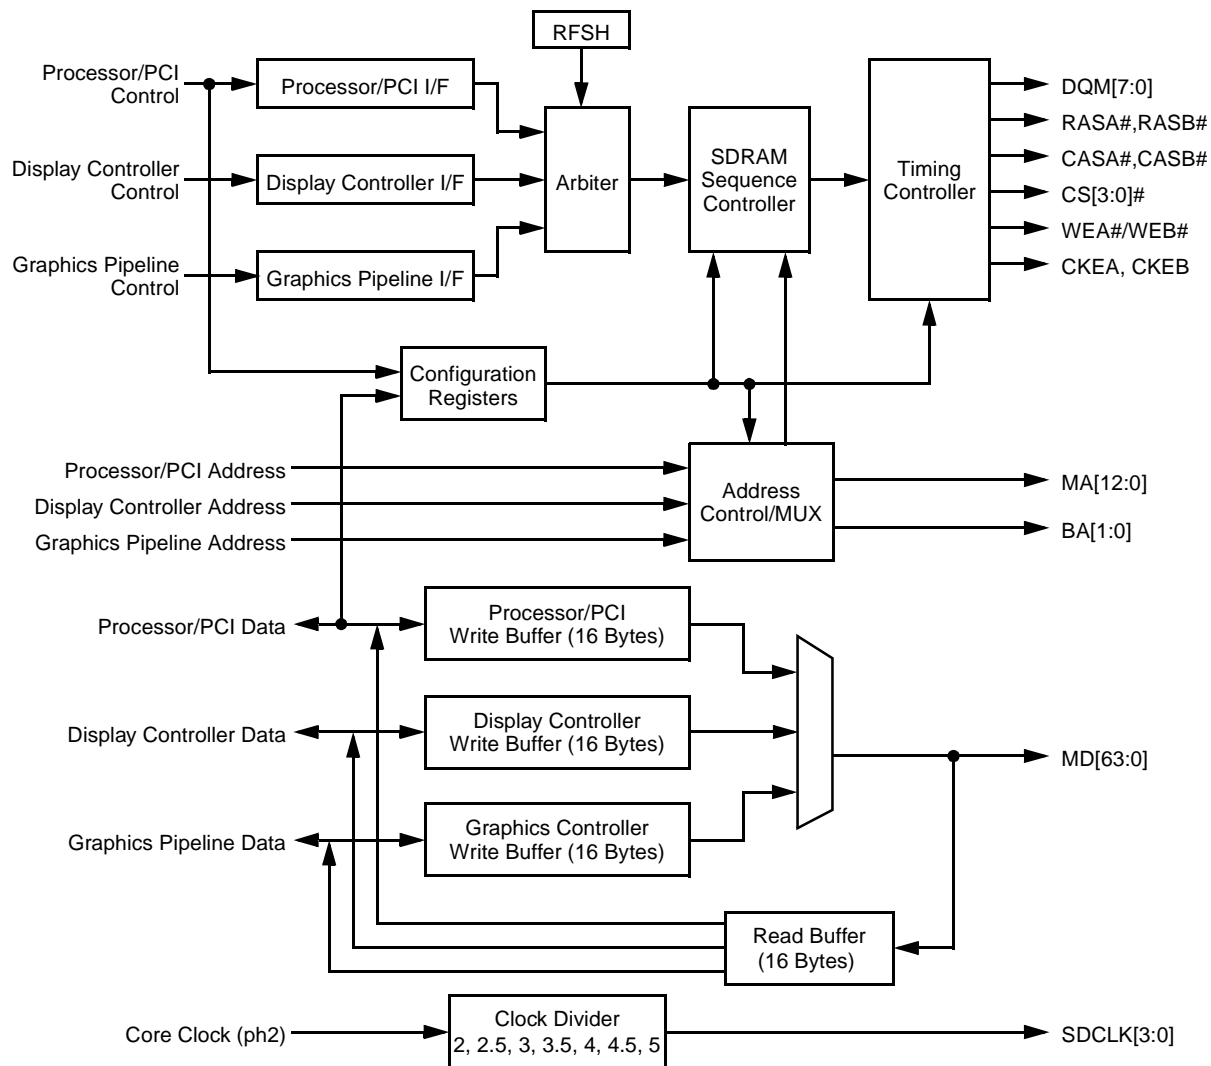 RFSH
Processor/PCI
Control
Processor/PCI I/F
DQM[7:0]
RASA#,RASB#
Display Controller
Control
Display Controller I/F
Arbiter
SDRAM
Sequence
Controller
Timing
Controller
CASA#,CASB#
CS[3:0]#
WEA#/WEB#
Graphics Pipeline
Control
Graphics Pipeline I/F
CKEA, CKEB
Configuration
Registers
Processor/PCI Address
Display Controller Address
Graphics Pipeline Address
Address
Control/MUX
MA[12:0]
BA[1:0]
Processor/PCI Data
Processor/PCI
Write Buffer (16 Bytes)
Display Controller Data
Display Controller
Write Buffer (16 Bytes)
MD[63:0]
Graphics Pipeline Data
Graphics Controller
Write Buffer (16 Bytes)
Read Buffer
(16 Bytes)
Core Clock (ph2)
Clock Divider
2, 2.5, 3, 3.5, 4, 4.5, 5
SDCLK[3:0]